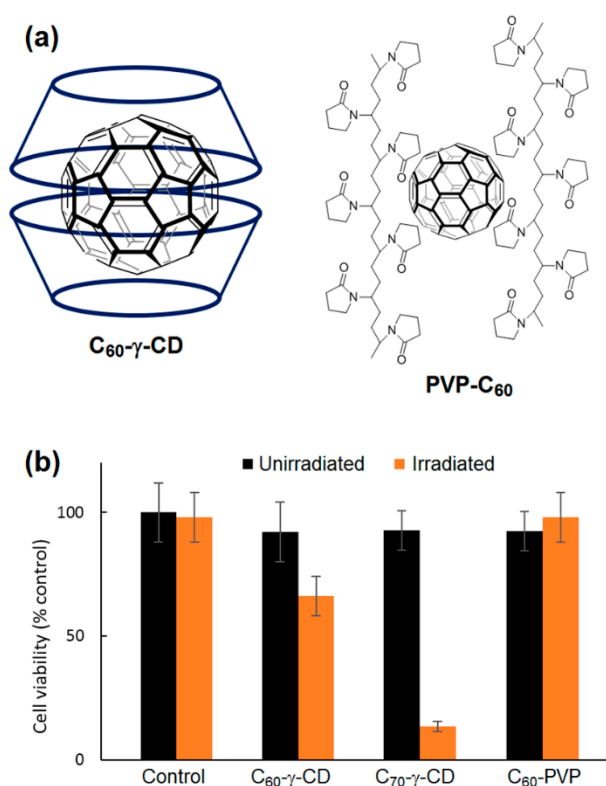 (a)
O
N
N
O
O
N
N
O
O
N
N
O
O
N
N
O
O
N
N
O
O
N
N
O
O
N
N
O
O
N
N
O
C₆₀-γ-CD
PVP-C₆₀
(b)
Unirradiated Irradiated
Cell viability (% control)
100
50
0
Control C₆₀-γ-CD C₇₀-γ-CD C₆₀-PVP